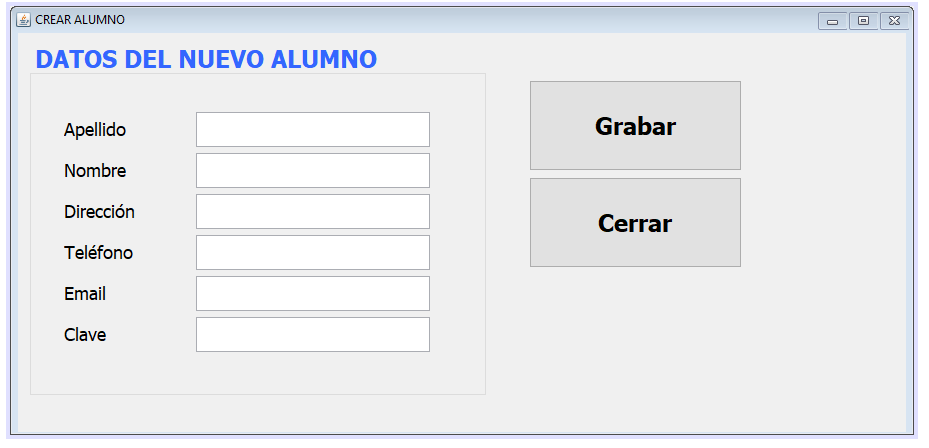 CREAR ALUMNO
DATOS DEL NUEVO ALUMNO
Apellido
Nombre
Dirección
Teléfono
Email
Clave
Grabar
Cerrar